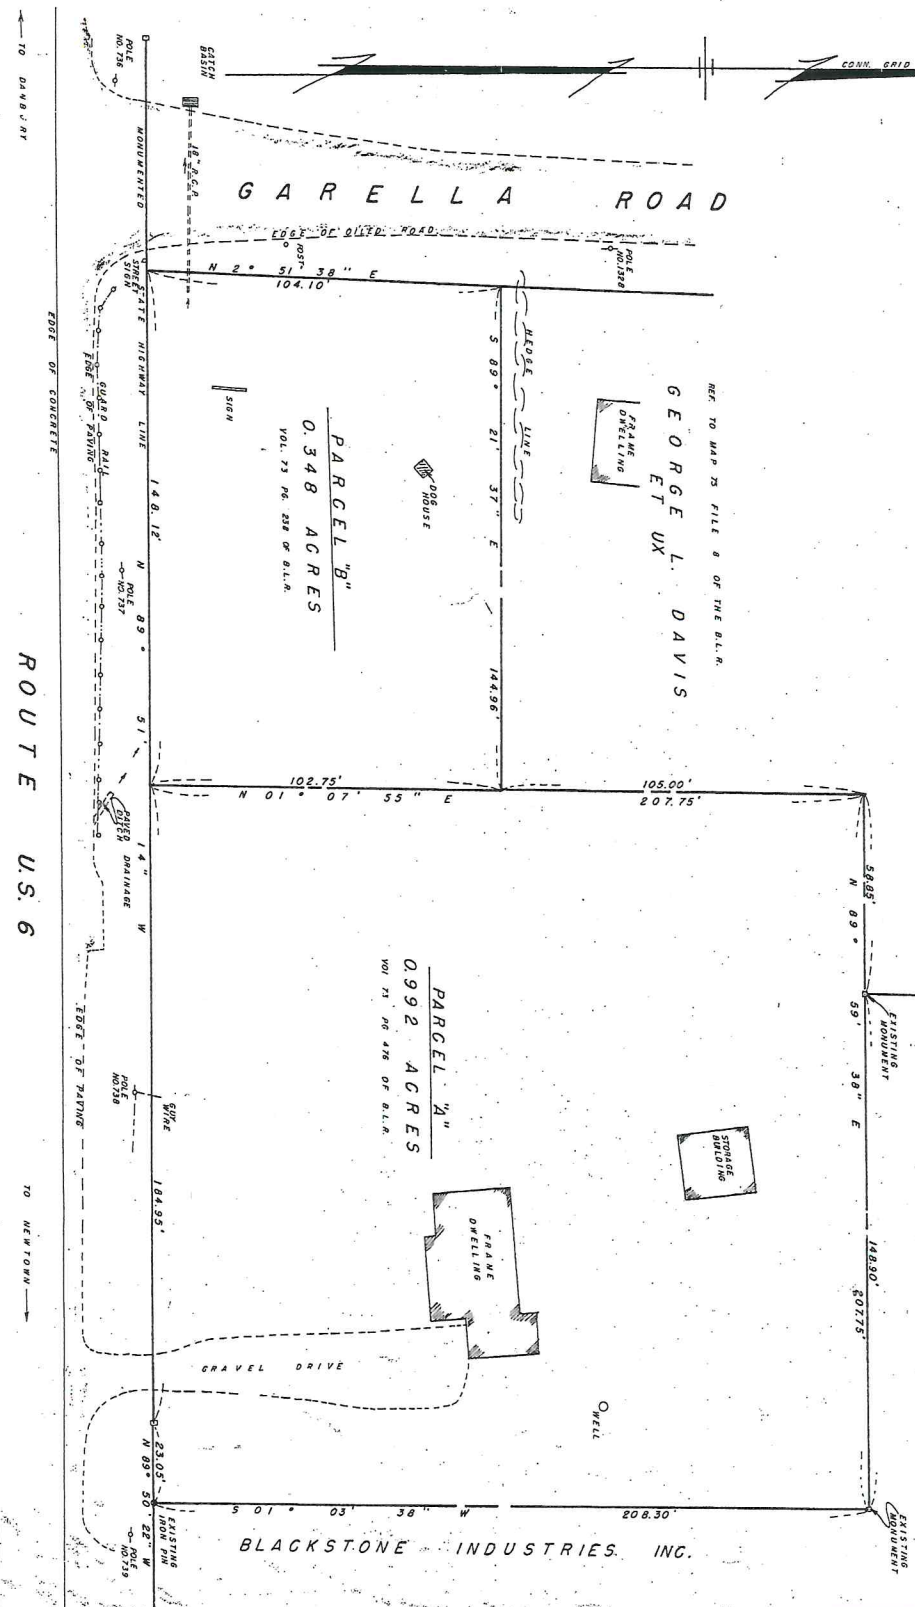 CONN. GRID
CATCH
BASIN
POLE
NO. 736
MONUMENTED
18" R.C.P.
GARELLA ROAD
EDGE OF OILED ROAD
POST
POLE
NO. 1388
N 2° 51' 38" E
104.10'
STREET
SIGN
STATE HIGHWAY LINE
HEDGE LINE
S 89° 21' 37" E
144.96'
REF. TO MAP 75 FILE 8 OF THE B.L.R.
GEORGE L. DAVIS
ET UX
FRAME
DWELLING
SIGN
DOG
HOUSE
PARCEL "B"
0.348 ACRES
VOL. 73 PG. 238 OF B.L.R.
GUARD RAIL
EDGE OF PAVING
148.12'
N 89° 51' 14" W
POLE
NO. 737
EDGE OF CONCRETE
← TO DANBURY
ROUTE U.S. 6
TO NEWTOWN →
PAVED DRAINAGE
DITCH
102.75'
N 01° 07' 55" E
105.00'
207.75'
58.85'
N 89° 59' 38" E
EXISTING
MONUMENT
148.90'
207.75'
PARCEL "A"
0.992 ACRES
VOL 73 PG 476 OF B.L.R.
STORAGE
BUILDING
FRANE
DWELLING
EDGE OF PAVING
POLE
NO. 738
GUY
WIRE
184.95'
GRAVEL DRIVE
WELL
23.05'
N 89° 50' 22" W
EXISTING
IRON PIN
POLE
NO. 739
S 01° 03' 38" W
208.30'
EXISTING
MONUMENT
BLACKSTONE INDUSTRIES. INC.